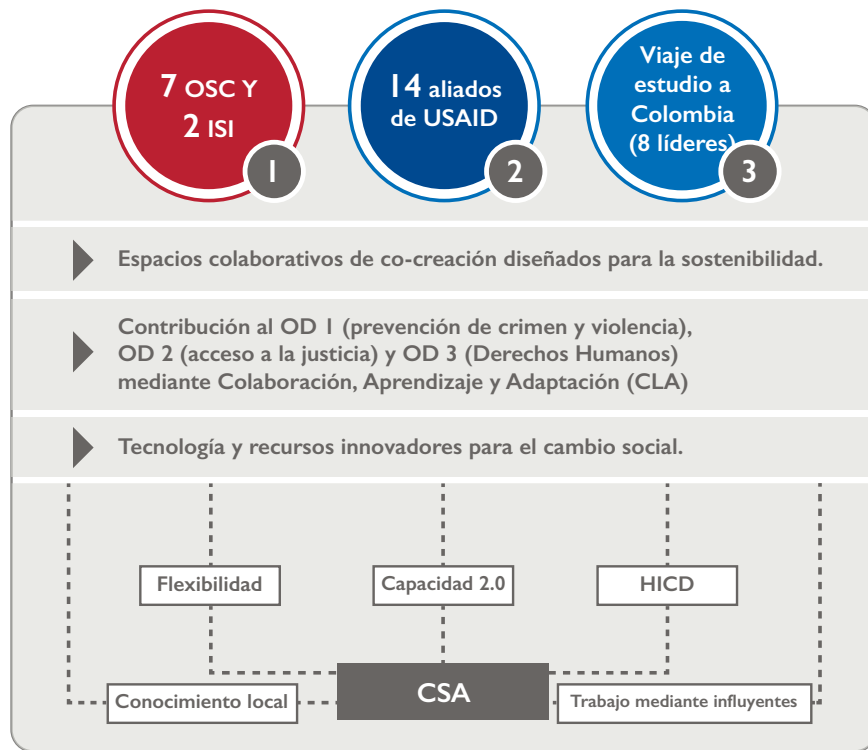 7 OSC Y
2 ISI
1
14 aliados
de USAID
2
Viaje de
estudio a
Colombia
(8 líderes)
3
Espacios colaborativos de co-creación diseñados para la sostenibilidad.
Contribución al OD 1 (prevención de crimen y violencia),
OD 2 (acceso a la justicia) y OD 3 (Derechos Humanos)
mediante Colaboración, Aprendizaje y Adaptación (CLA)
Tecnología y recursos innovadores para el cambio social.
Flexibilidad
Capacidad 2.0
HICD
Conocimiento local
CSA
Trabajo mediante influyentes